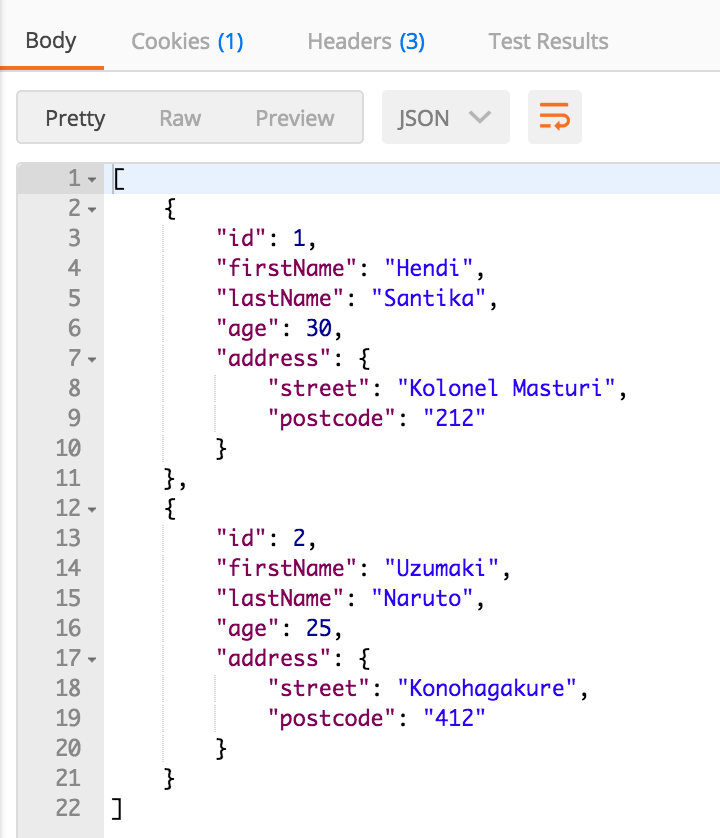 Body Cookies (1) Headers (3) Test Results
Pretty Raw Preview JSON
1 [
2     {
3         "id": 1,
4         "firstName": "Hendi",
5         "lastName": "Santika",
6         "age": 30,
7         "address": {
8             "street": "Kolonel Masturi",
9             "postcode": "212"
10         }
11     },
12     {
13         "id": 2,
14         "firstName": "Uzumaki",
15         "lastName": "Naruto",
16         "age": 25,
17         "address": {
18             "street": "Konohagakure",
19             "postcode": "412"
20         }
21     }
22 ]